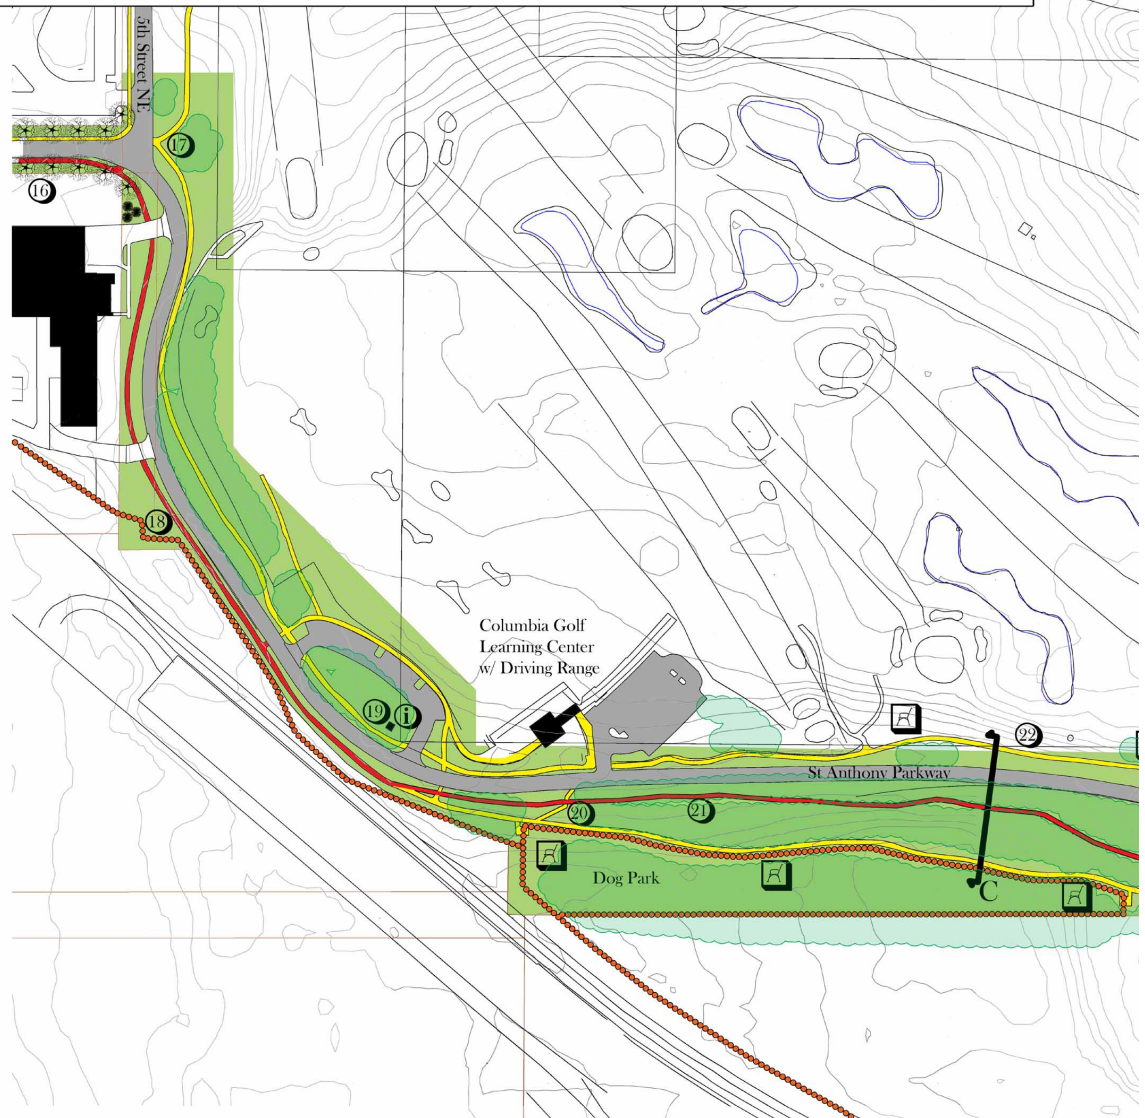 5th Street NE
17
16
18
Columbia Golf
Learning Center
w/ Driving Range
19
i
22
St Anthony Parkway
20
21
Dog Park
C